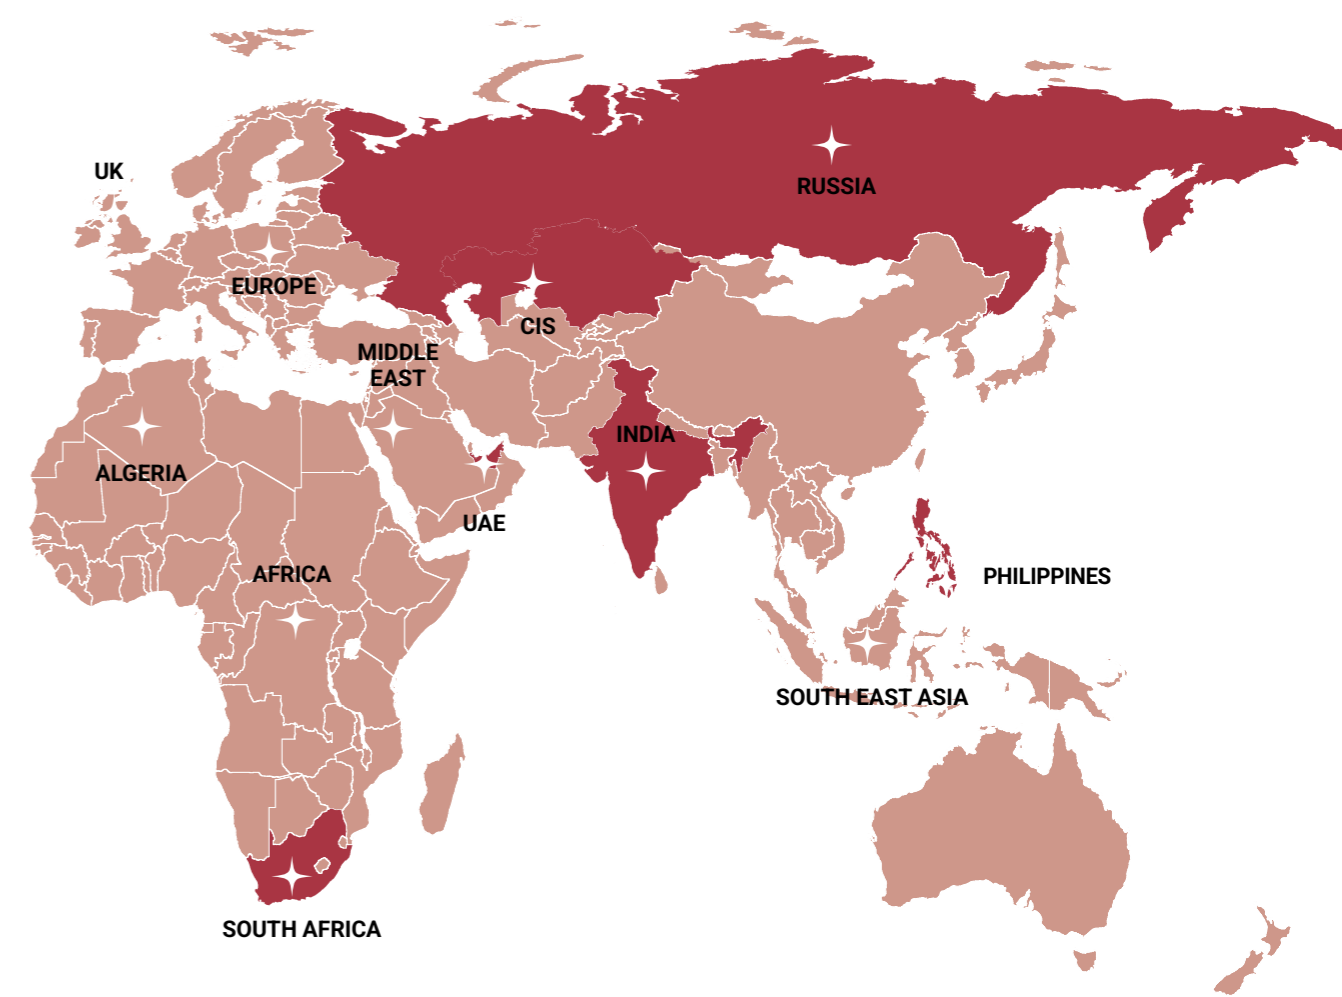 UK
RUSSIA
EUROPE
CIS
MIDDLE
EAST
INDIA
ALGERIA
UAE
AFRICA
PHILIPPINES
SOUTH EAST ASIA
SOUTH AFRICA